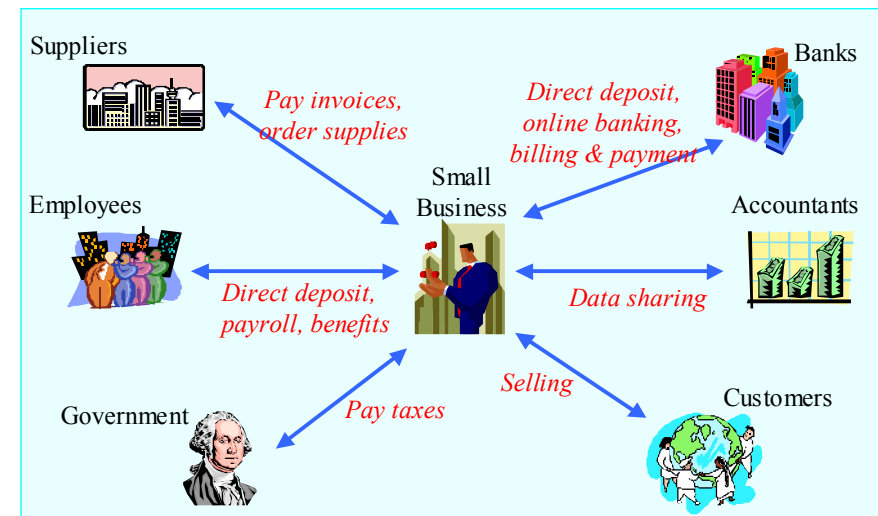 Suppliers
Pay invoices,
order supplies
Direct deposit,
online banking,
billing & payment
Banks
Small
Business
Employees
Direct deposit,
payroll, benefits
Accountants
Data sharing
Government
Pay taxes
Selling
Customers